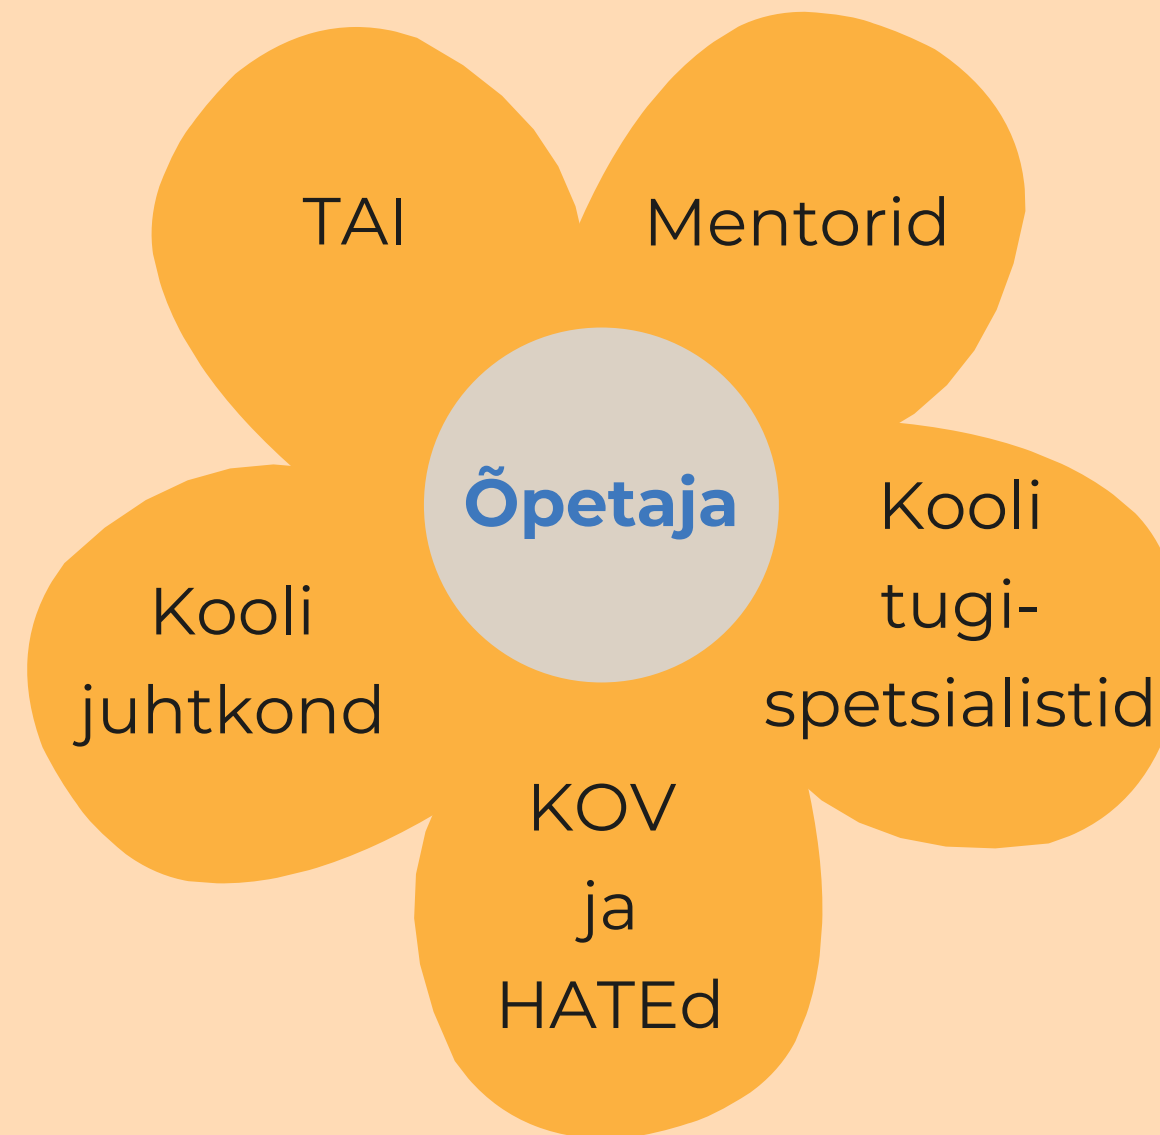 TAI
Mentorid
Õpetaja
Kooli
tugi-
spetsialistid
Kooli
juhtkond
KOV
ja
HATEd